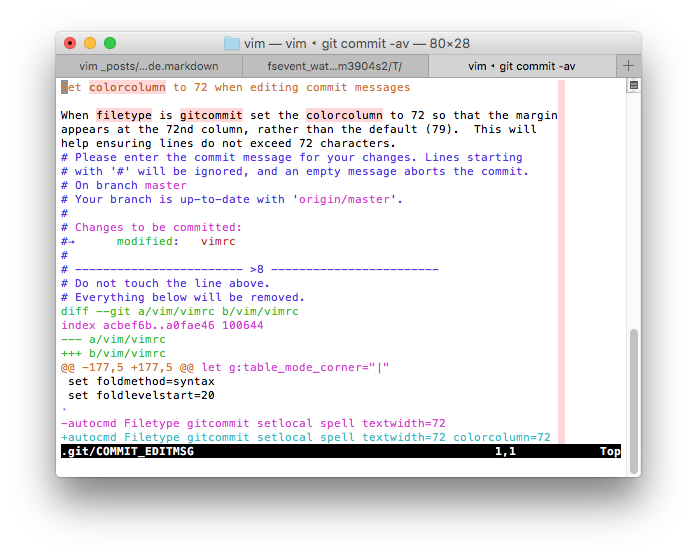 vim — vim ◂ git commit -av — 80×28
vim _posts/...de.markdown
fsevent_wat...m3904s2/T/
vim ◂ git commit -av
+
Set colorcolumn to 72 when editing commit messages
When filetype is gitcommit set the colorcolumn to 72 so that the margin
appears at the 72nd column, rather than the default (79).  This will
help ensuring lines do not exceed 72 characters.
# Please enter the commit message for your changes. Lines starting
# with '#' will be ignored, and an empty message aborts the commit.
# On branch master
# Your branch is up-to-date with 'origin/master'.
#
# Changes to be committed:
#→      modified:   vimrc
#
# ------------------------ >8 ------------------------
# Do not touch the line above.
# Everything below will be removed.
diff --git a/vim/vimrc b/vim/vimrc
index acbef6b..a0fae46 100644
--- a/vim/vimrc
+++ b/vim/vimrc
@@ -177,5 +177,5 @@ let g:table_mode_corner="|"
 set foldmethod=syntax
 set foldlevelstart=20
·
-autocmd Filetype gitcommit setlocal spell textwidth=72
+autocmd Filetype gitcommit setlocal spell textwidth=72 colorcolumn=72
.git/COMMIT_EDITMSG 1,1 Top